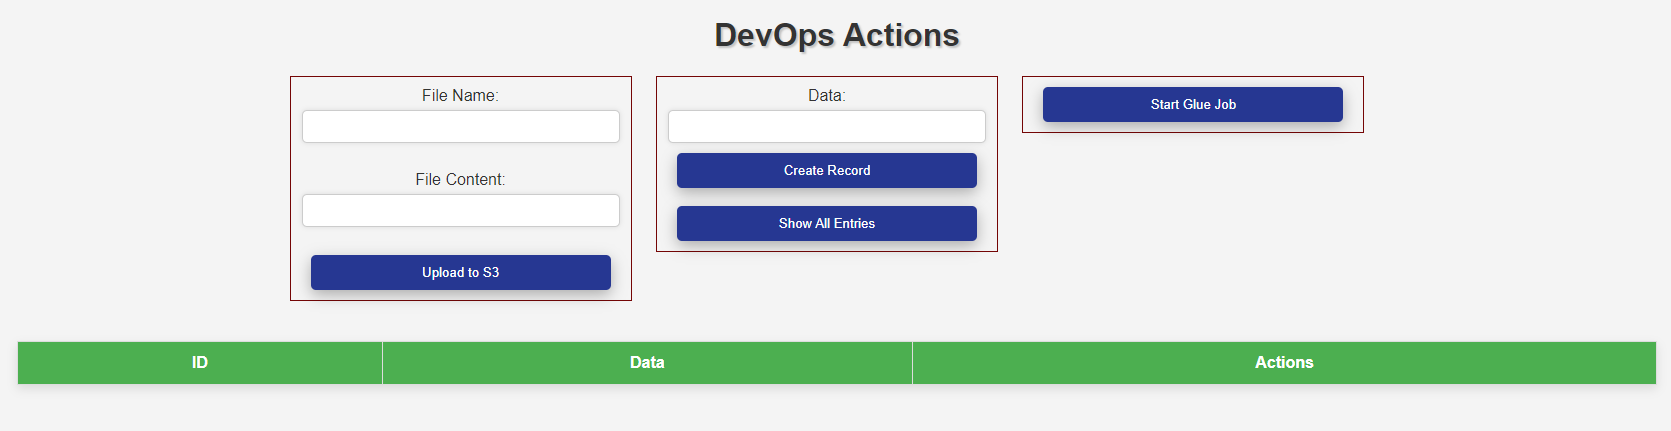 DevOps Actions
File Name:
File Content:
Upload to S3
Data:
Create Record
Show All Entries
Start Glue Job
ID Data Actions